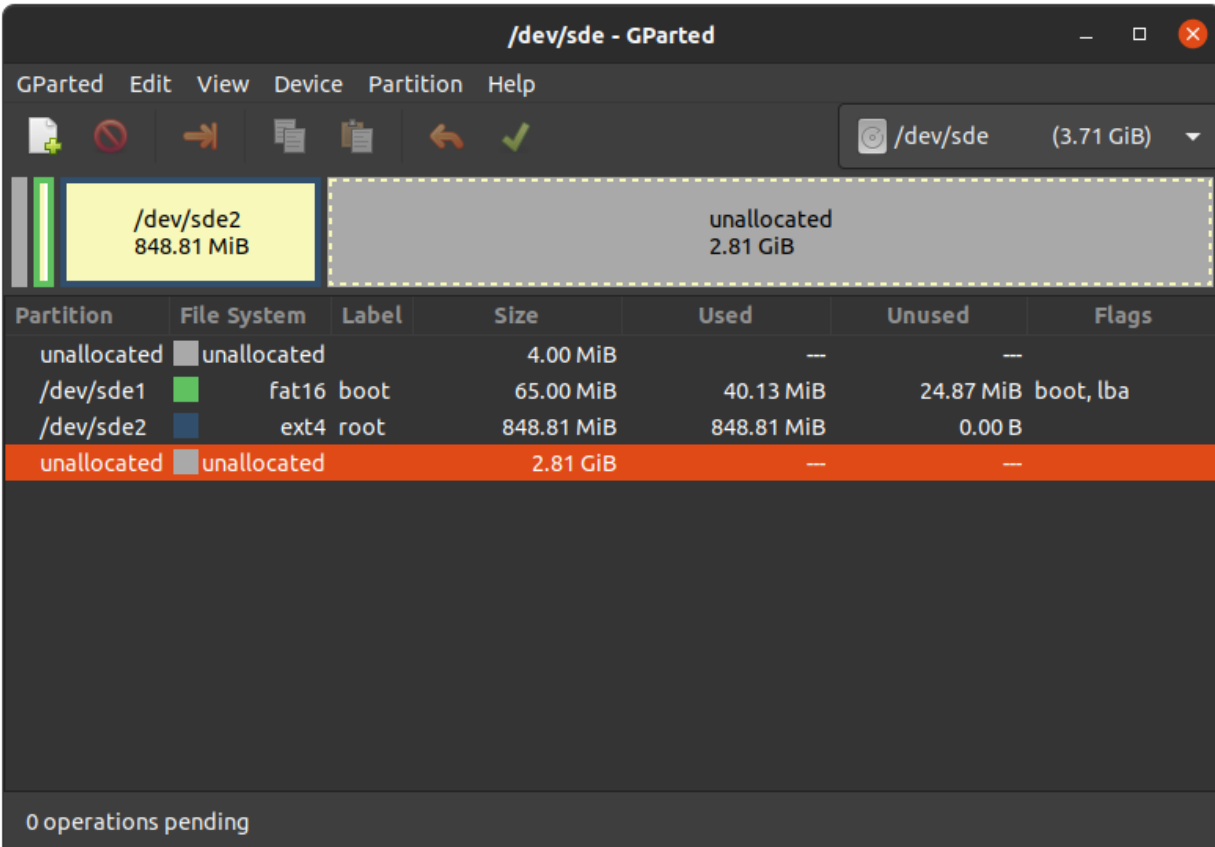 /dev/sde - GParted
GParted Edit View Device Partition Help
/dev/sde (3.71 GiB)
/dev/sde2
848.81 MiB
unallocated
2.81 GiB
Partition File System Label Size Used Unused Flags
unallocated unallocated 4.00 MiB --- ---
/dev/sde1 fat16 boot 65.00 MiB 40.13 MiB 24.87 MiB boot, lba
/dev/sde2 ext4 root 848.81 MiB 848.81 MiB 0.00 B
unallocated unallocated 2.81 GiB --- ---
0 operations pending